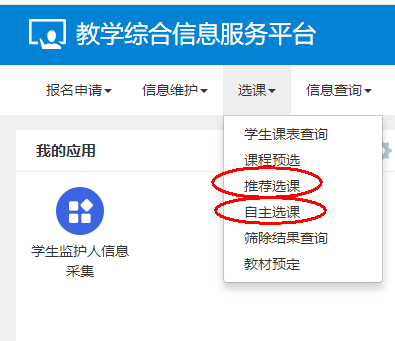 教学综合信息服务平台
报名申请 信息维护 选课 信息查询
我的应用
学生课表查询
课程预选
推荐选课
自主选课
筛除结果查询
教材预定
学生监护人信息
采集